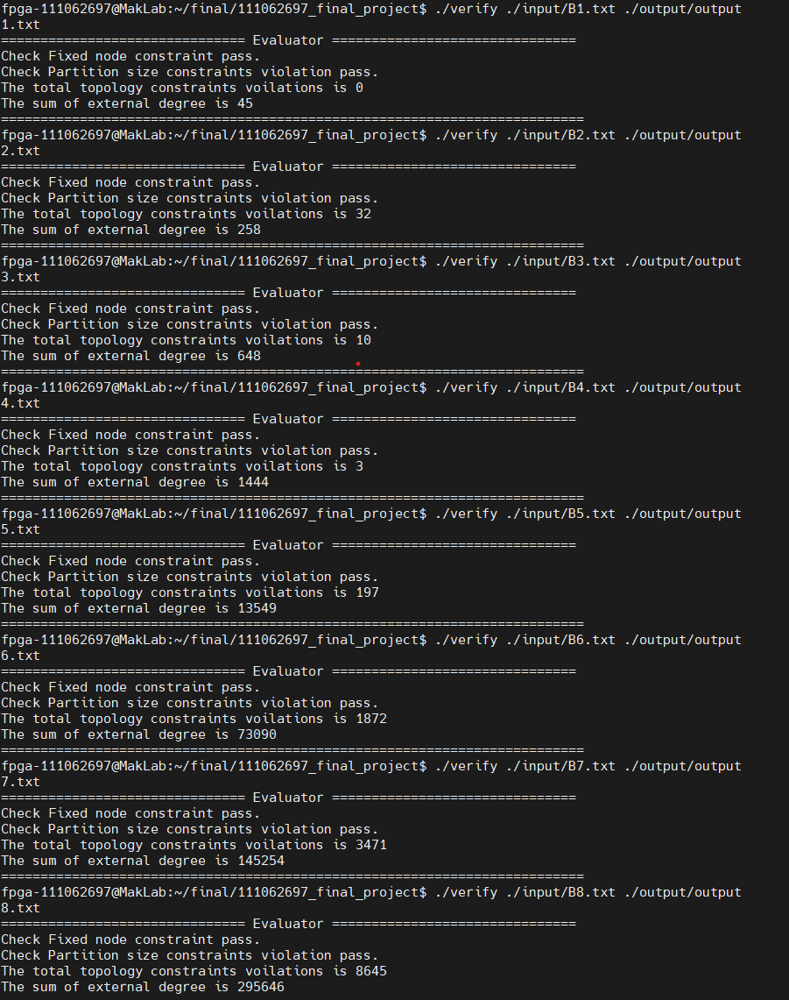 fpga-111062697@MakLab:~/final/111062697_final_project$ ./verify ./input/B1.txt ./output/output
1.txt
=============================== Evaluator ===============================
Check Fixed node constraint pass.
Check Partition size constraints violation pass.
The total topology constraints voilations is 0
The sum of external degree is 45
==========================================================================
fpga-111062697@MakLab:~/final/111062697_final_project$ ./verify ./input/B2.txt ./output/output
2.txt
=============================== Evaluator ===============================
Check Fixed node constraint pass.
Check Partition size constraints violation pass.
The total topology constraints voilations is 32
The sum of external degree is 258
==========================================================================
fpga-111062697@MakLab:~/final/111062697_final_project$ ./verify ./input/B3.txt ./output/output
3.txt
=============================== Evaluator ===============================
Check Fixed node constraint pass.
Check Partition size constraints violation pass.
The total topology constraints voilations is 10
The sum of external degree is 648
==========================================================================
fpga-111062697@MakLab:~/final/111062697_final_project$ ./verify ./input/B4.txt ./output/output
4.txt
=============================== Evaluator ===============================
Check Fixed node constraint pass.
Check Partition size constraints violation pass.
The total topology constraints voilations is 3
The sum of external degree is 1444
==========================================================================
fpga-111062697@MakLab:~/final/111062697_final_project$ ./verify ./input/B5.txt ./output/output
5.txt
=============================== Evaluator ===============================
Check Fixed node constraint pass.
Check Partition size constraints violation pass.
The total topology constraints voilations is 197
The sum of external degree is 13549
==========================================================================
fpga-111062697@MakLab:~/final/111062697_final_project$ ./verify ./input/B6.txt ./output/output
6.txt
=============================== Evaluator ===============================
Check Fixed node constraint pass.
Check Partition size constraints violation pass.
The total topology constraints voilations is 1872
The sum of external degree is 73090
==========================================================================
fpga-111062697@MakLab:~/final/111062697_final_project$ ./verify ./input/B7.txt ./output/output
7.txt
=============================== Evaluator ===============================
Check Fixed node constraint pass.
Check Partition size constraints violation pass.
The total topology constraints voilations is 3471
The sum of external degree is 145254
==========================================================================
fpga-111062697@MakLab:~/final/111062697_final_project$ ./verify ./input/B8.txt ./output/output
8.txt
=============================== Evaluator ===============================
Check Fixed node constraint pass.
Check Partition size constraints violation pass.
The total topology constraints voilations is 8645
The sum of external degree is 295646